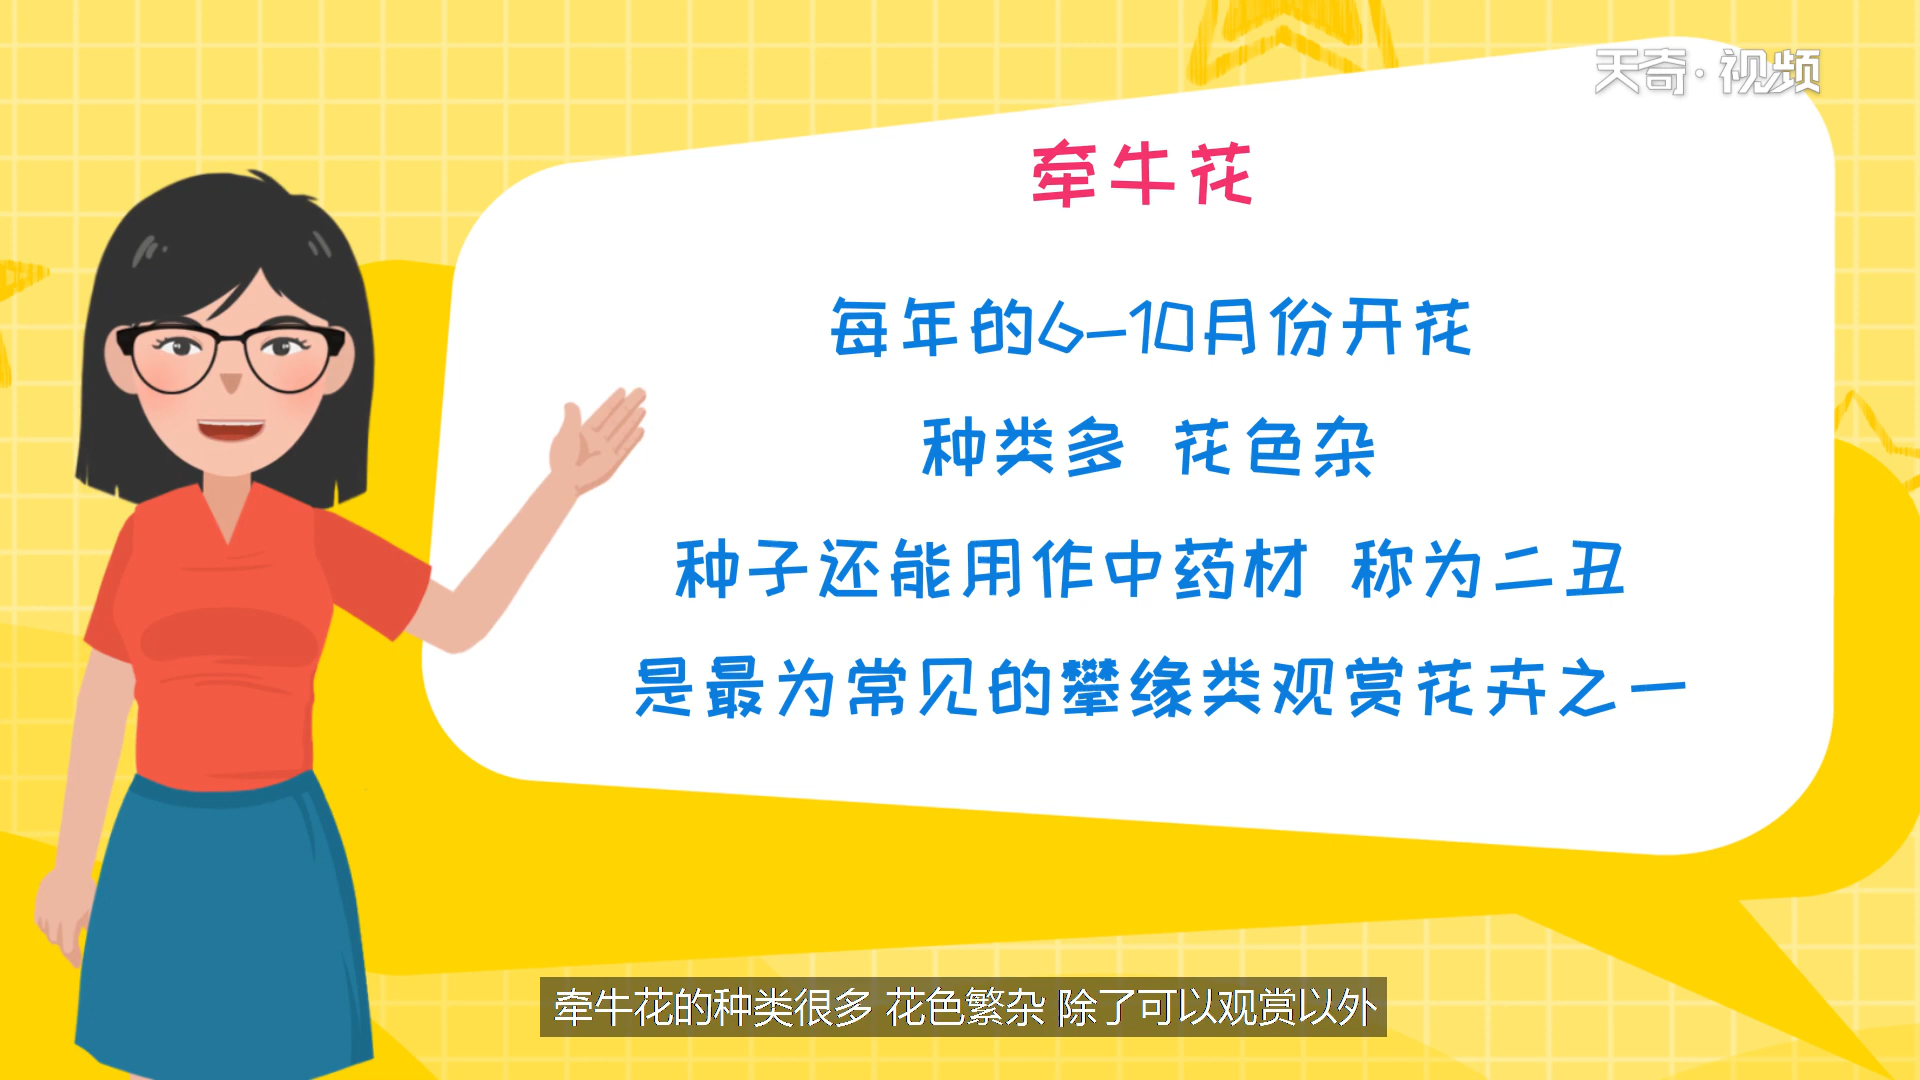 天奇·视频
牵牛花
每年的6-10月份开花
种类多 花色杂
种子还能用作中药材 称为二丑
是最为常见的攀缘类观赏花卉之一
牵牛花的种类很多 花色繁杂 除了可以观赏以外